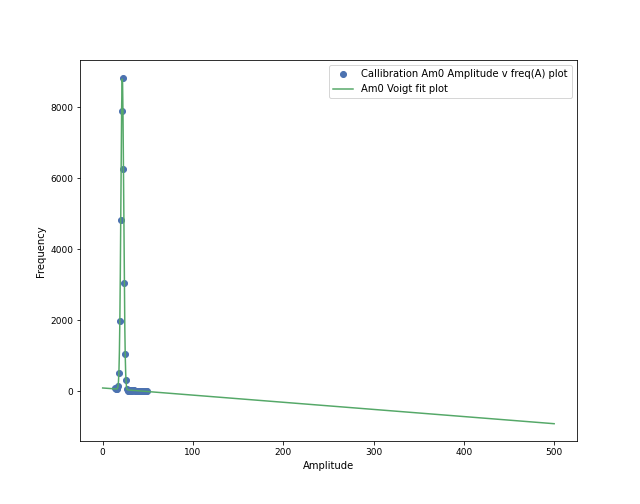 Callibration Am0 Amplitude v freq(A) plot
Am0 Voigt fit plot
8000
6000
4000
2000
0
Frequency
0 100 200 300 400 500
Amplitude